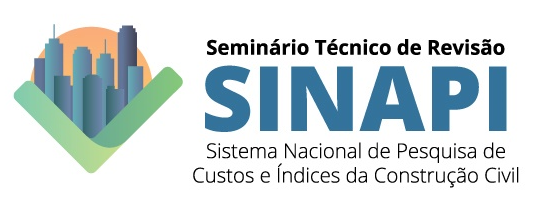 Seminário Técnico de Revisão
SINAPI
Sistema Nacional de Pesquisa de
Custos e Índices da Construção Civil